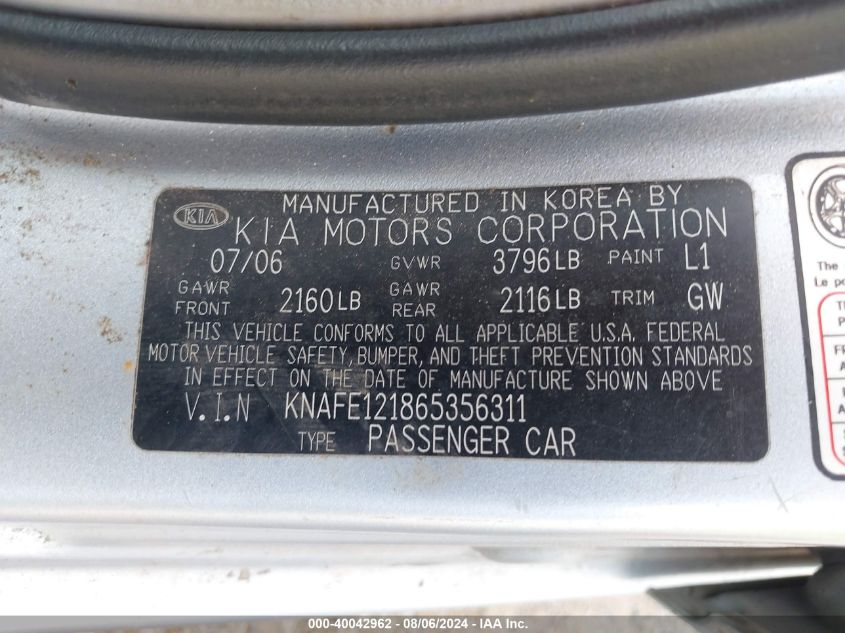 MANUFACTURED IN KOREA BY
KIA KIA MOTORS CORPORATION
07/06 GVWR 3796LB PAINT L1
GAWR FRONT 2160LB GAWR REAR 2116LB TRIM GW
THIS VEHICLE CONFORMS TO ALL APPLICABLE U.S.A. FEDERAL
MOTOR VEHICLE SAFETY, BUMPER, AND THEFT PREVENTION STANDARDS
IN EFFECT ON THE DATE OF MANUFACTURE SHOWN ABOVE
V.I.N KNAFE121865356311
TYPE PASSENGER CAR
The
Le
000-40042962 - 08/06/2024 - IAA Inc.